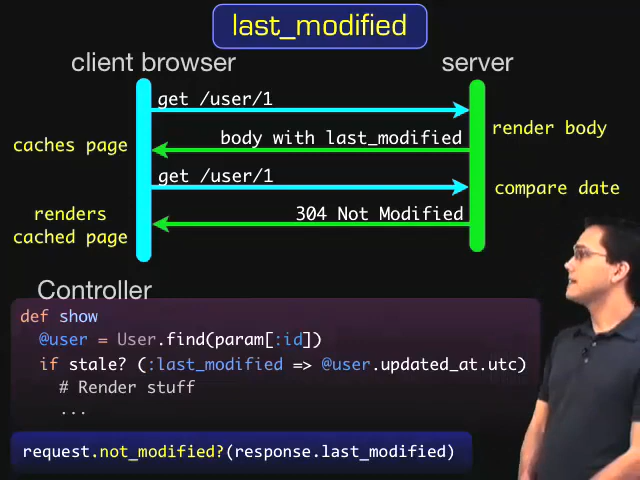 last_modified
client browser
server
get /user/1
render body
body with last_modified
caches page
get /user/1
compare date
304 Not Modified
renders
cached page
Controller
def show
@user = User.find(param[:id])
if stale? (:last_modified => @user.updated_at.utc)
# Render stuff
...
request.not_modified?(response.last_modified)